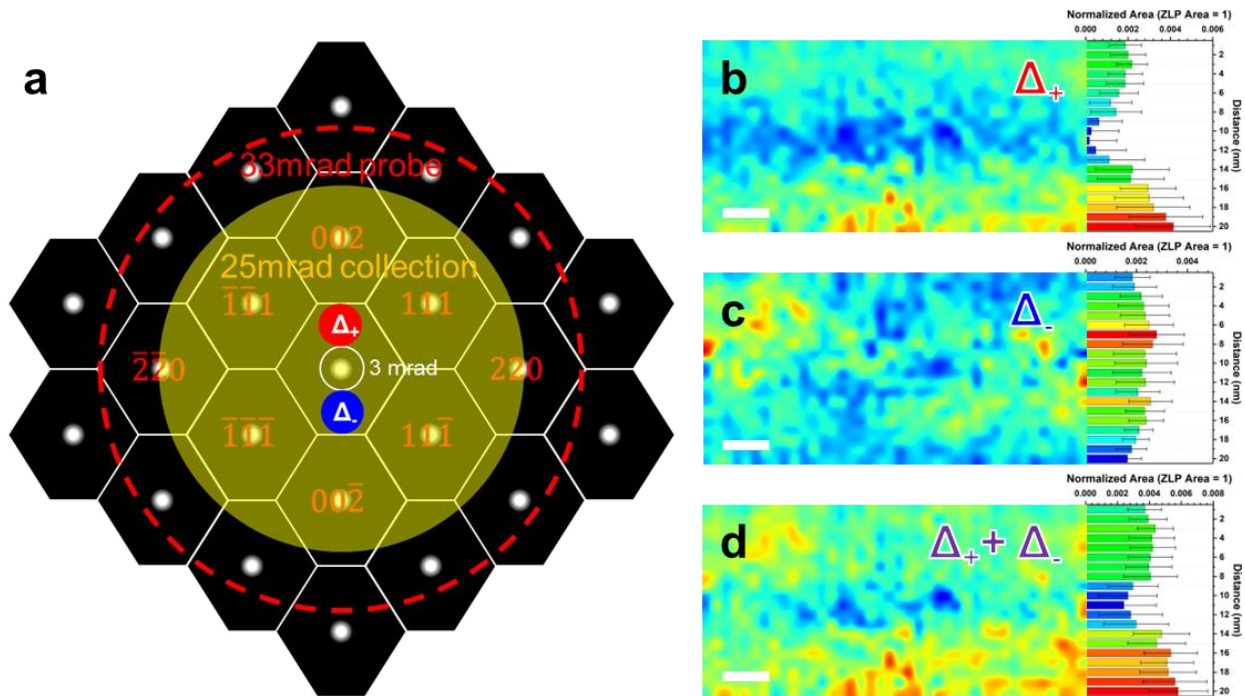 a
33mrad probe
002
25mrad collection
1̅1̅1
111
Δ₊
2̅2̅0
3 mrad
220
Δ₋
1̅1̅1̅
111̅
002̅
Normalized Area (ZLP Area = 1)
0.000 0.002 0.004 0.006
b
Δ₊
2
4
6
8
10
12
14
16
18
20
Distance (nm)
Normalized Area (ZLP Area = 1)
0.000 0.002 0.004
c
Δ₋
2
4
6
8
10
12
14
16
18
20
Distance (nm)
Normalized Area (ZLP Area = 1)
0.000 0.002 0.004 0.006 0.008
d
Δ₊+ Δ₋
2
4
6
8
10
12
14
16
18
20
Distance (nm)